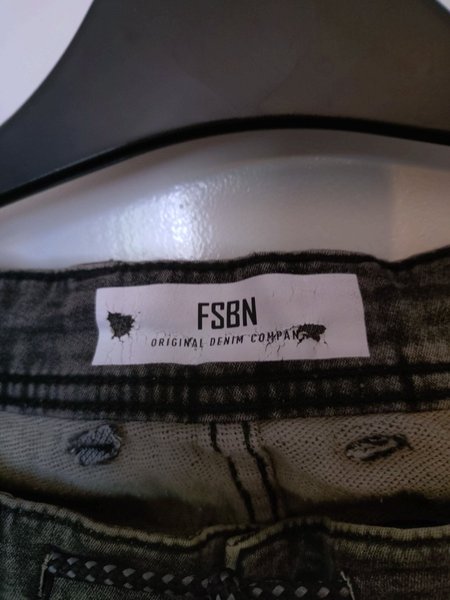 FSBN
ORIGINAL DENIM COMPANY